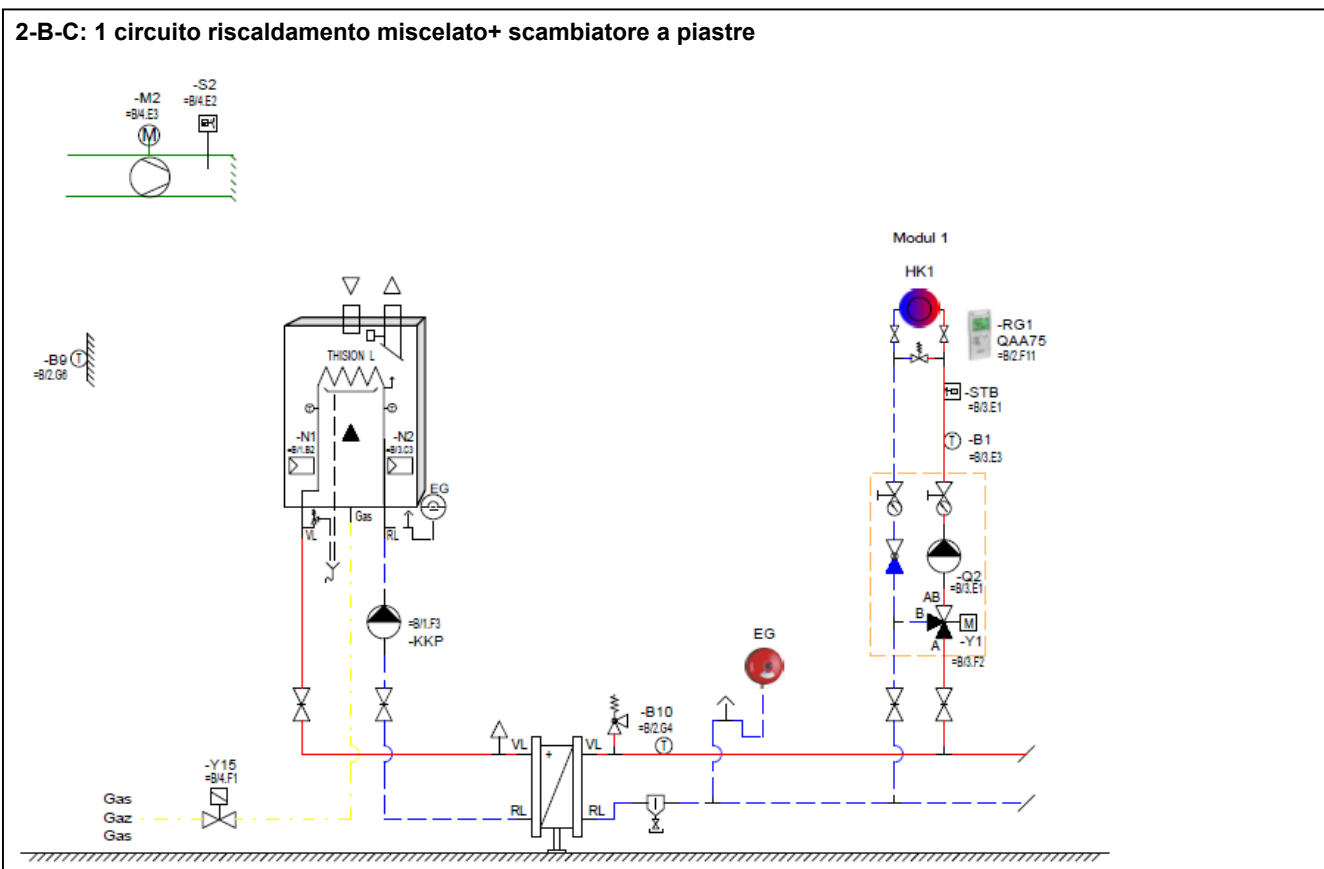 2-B-C: 1 circuito riscaldamento miscelato+ scambiatore a piastre
-S2
=B/4.E2
-M2
=B/4.E3
M
Modul 1
HK1
-RG1
QAA75
=B/2.F11
-B9
T
=B/2.G6
THISION L
-STB
=B/3.E1
T
T
-N1
=B/1.B2
-N2
=B/3.C3
T
-B1
=B/3.E3
EG
Gas
VL
RL
-Q2
=B/3.E1
AB
B
M
-Y1
A
=B/3.F2
=B/1.F3
-KKP
EG
-B10
=B/2.G4
T
VL
VL
+
-Y15
=B/4.F1
Gas
Gaz
Gas
RL
RL